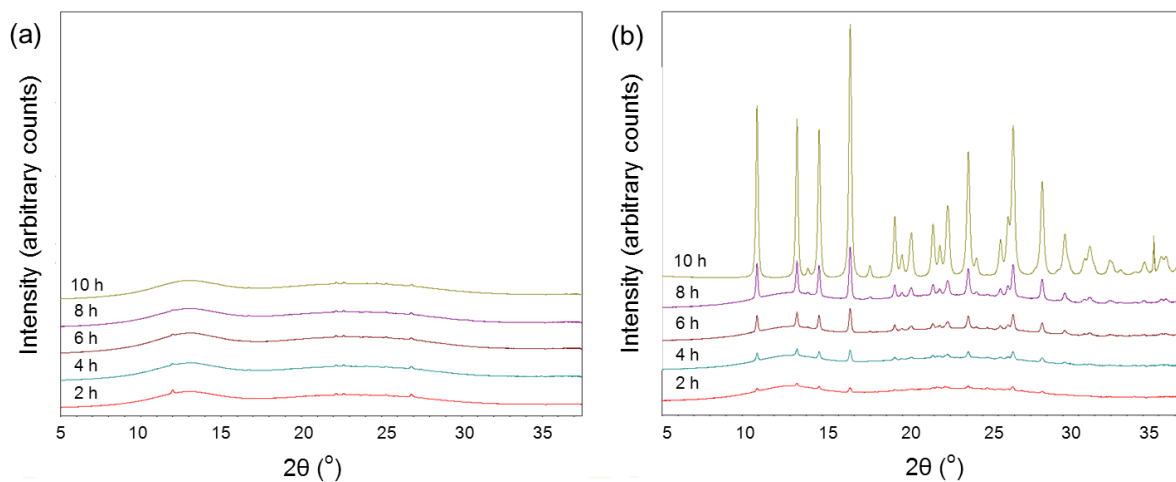 (a)
Intensity (arbitrary counts)
10 h
8 h
6 h
4 h
2 h
5 10 15 20 25 30 35
2θ (°)
(b)
Intensity (arbitrary counts)
10 h
8 h
6 h
4 h
2 h
5 10 15 20 25 30 35
2θ (°)